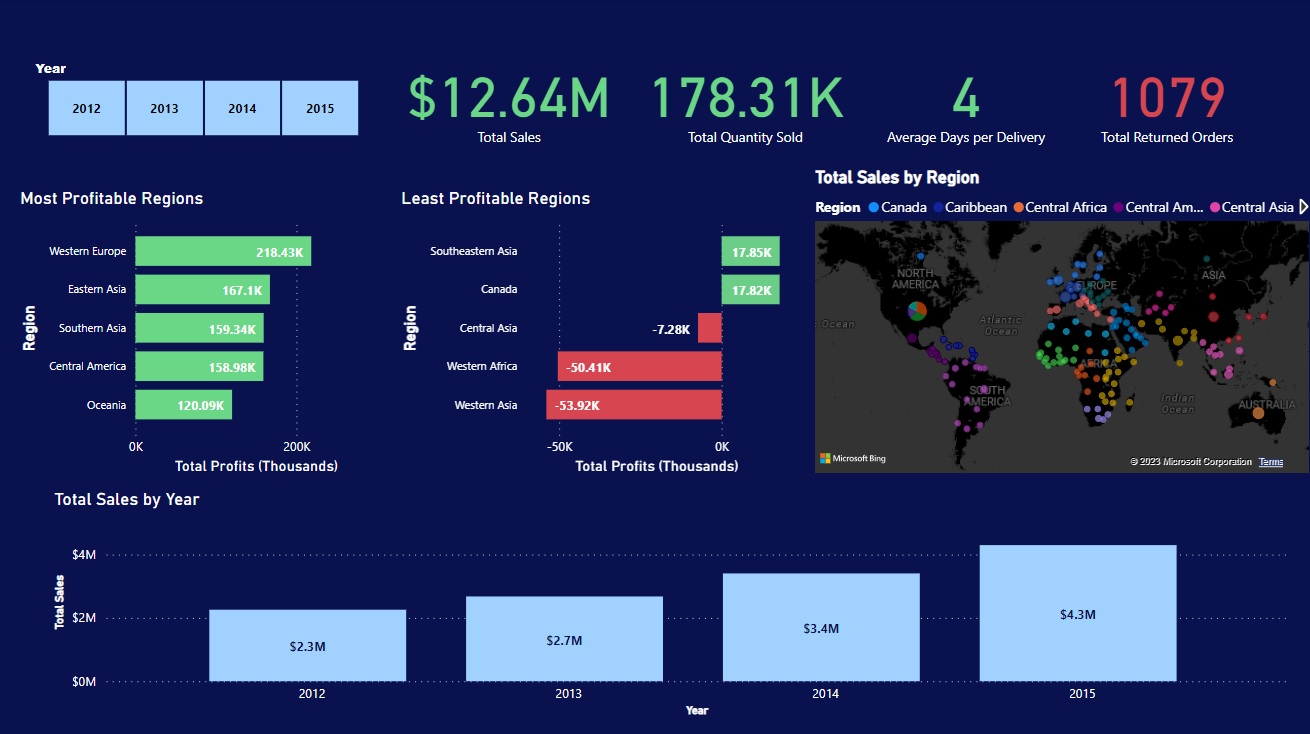 Year
2012 2013 2014 2015
$12.64M
Total Sales
178.31K
Total Quantity Sold
4
Average Days per Delivery
1079
Total Returned Orders
Most Profitable Regions
Region
Western Europe 218.43K
Eastern Asia 167.1K
Southern Asia 159.34K
Central America 158.98K
Oceania 120.09K
0K 200K
Total Profits (Thousands)
Least Profitable Regions
Region
Southeastern Asia 17.85K
Canada 17.82K
Central Asia -7.28K
Western Africa -50.41K
Western Asia -53.92K
-50K 0K
Total Profits (Thousands)
Total Sales by Region
Region Canada Caribbean Central Africa Central Am... Central Asia
NORTH
AMERICA
EUROPE
ASIA
Ocean
Atlantic
Ocean
AFRICA
SOUTH
AMERICA
Indian
Ocean
AUSTRALIA
Microsoft Bing
© 2023 Microsoft Corporation Terms
Total Sales by Year
Total Sales
$4M
$2M
$0M
$2.3M $2.7M $3.4M $4.3M
2012 2013 2014 2015
Year